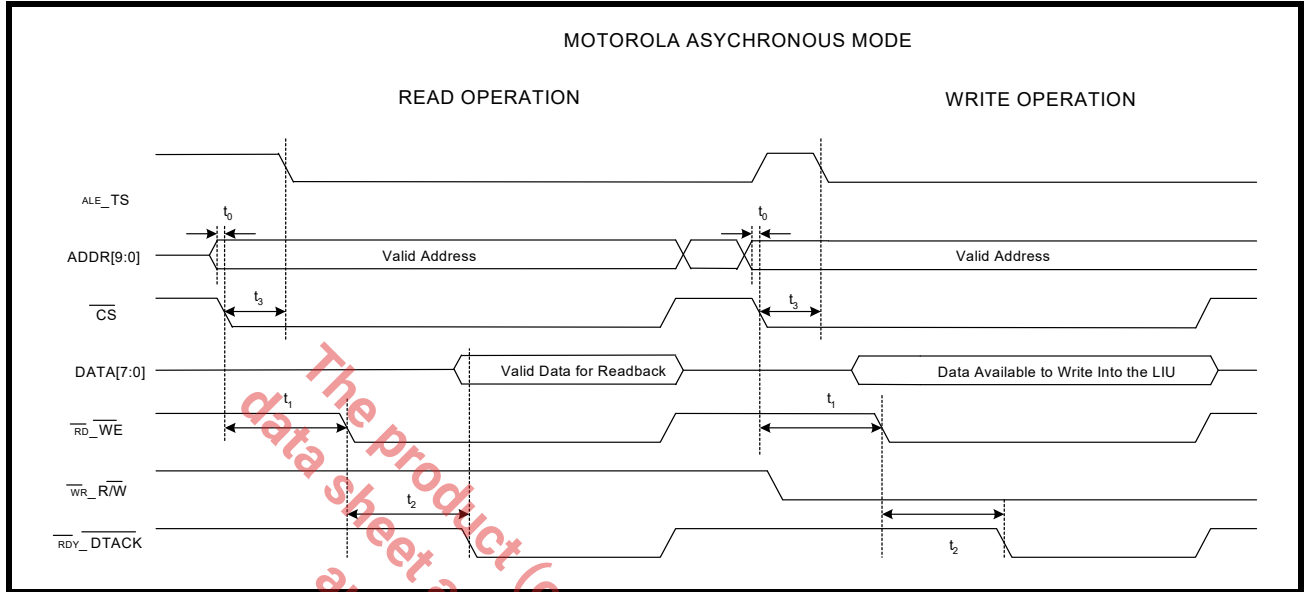 MOTOROLA ASYCHRONOUS MODE
READ OPERATION WRITE OPERATION
ALE_TS
t0 t0
ADDR[9:0] Valid Address Valid Address
CS t3 t3
DATA[7:0] Valid Data for Readback Data Available to Write Into the LIU
RD_WE t1 t1
WR_R/W
RDY_DTACK t2 t2
The product (
data sheet a